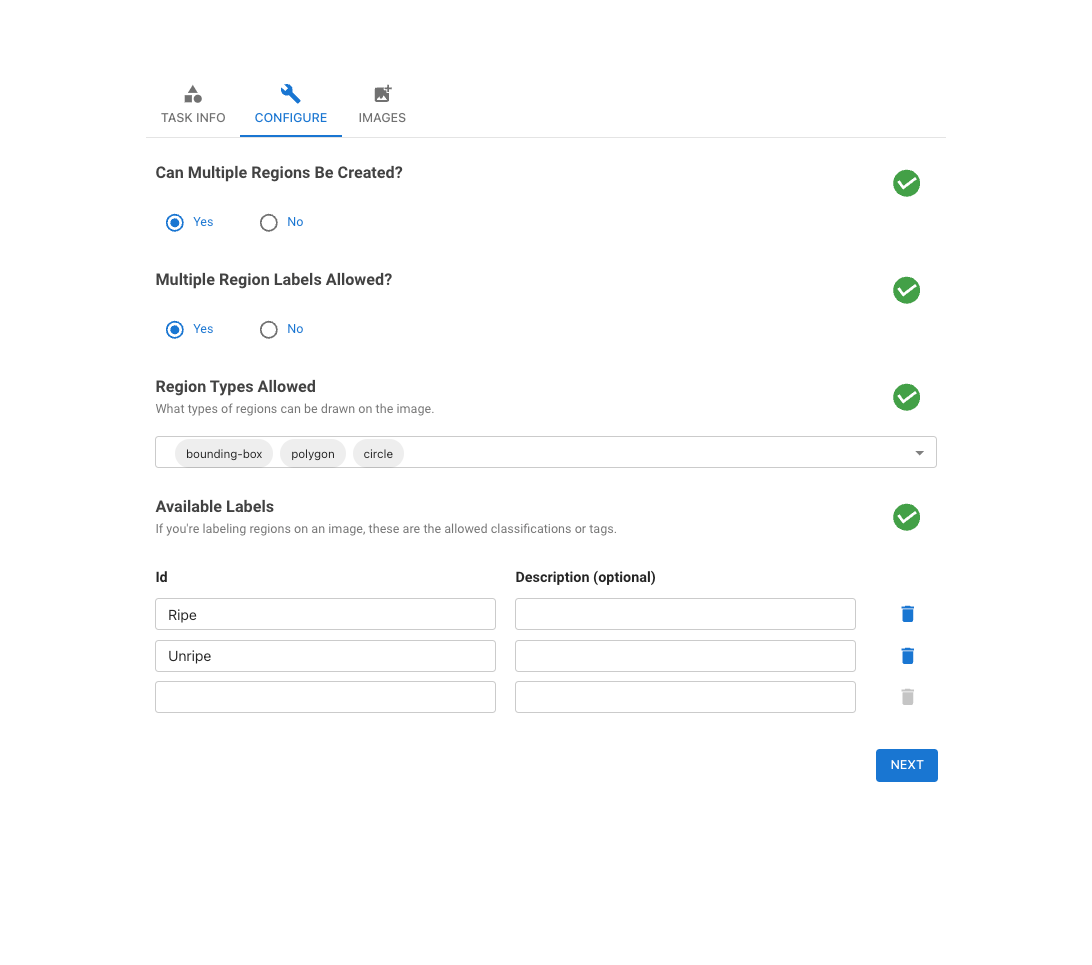 TASK INFO CONFIGURE IMAGES
Can Multiple Regions Be Created?
Yes No
Multiple Region Labels Allowed?
Yes No
Region Types Allowed
What types of regions can be drawn on the image.
bounding-box polygon circle
Available Labels
If you're labeling regions on an image, these are the allowed classifications or tags.
Id Description (optional)
Ripe
Unripe
NEXT